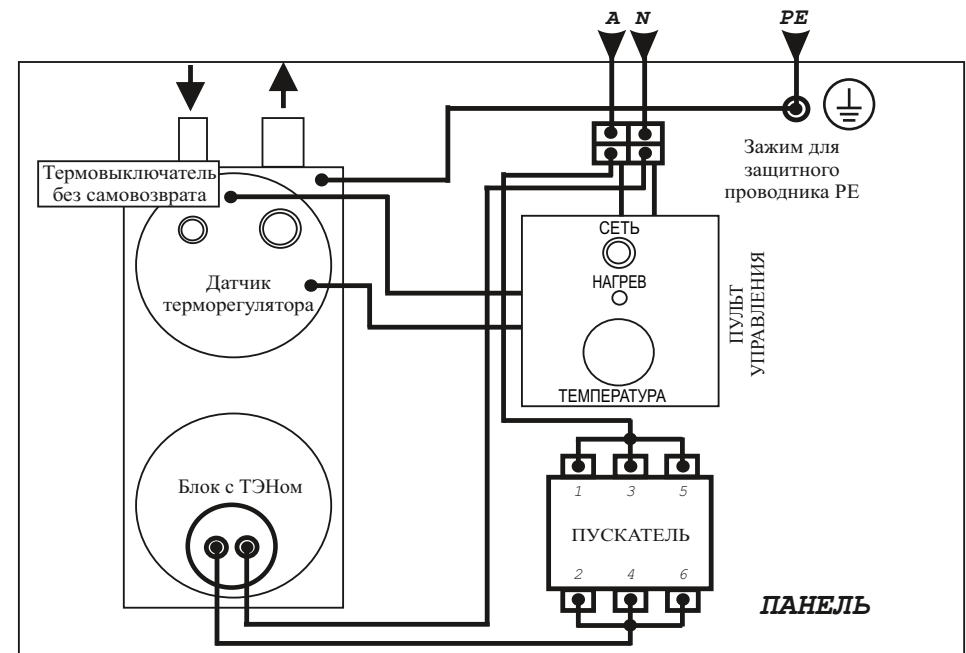 A N PE
Зажим для
защитного
проводника PE
Термовыключатель
без самовозврата
Датчик
терморегулятора
СЕТЬ
НАГРЕВ
ТЕМПЕРАТУРА
ПУЛЬТ
УПРАВЛЕНИЯ
Блок с ТЭНом
1 3 5
ПУСКАТЕЛЬ
2 4 6
ПАНЕЛЬ